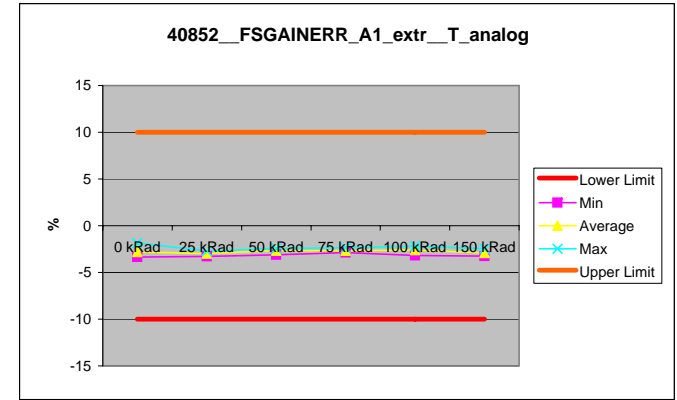 40852__FSGAINERR_A1_extr__T_analog
15
10
5
0
-5
-10
-15
%
0 kRad 25 kRad 50 kRad 75 kRad 100 kRad 150 kRad
Lower Limit
Min
Average
Max
Upper Limit